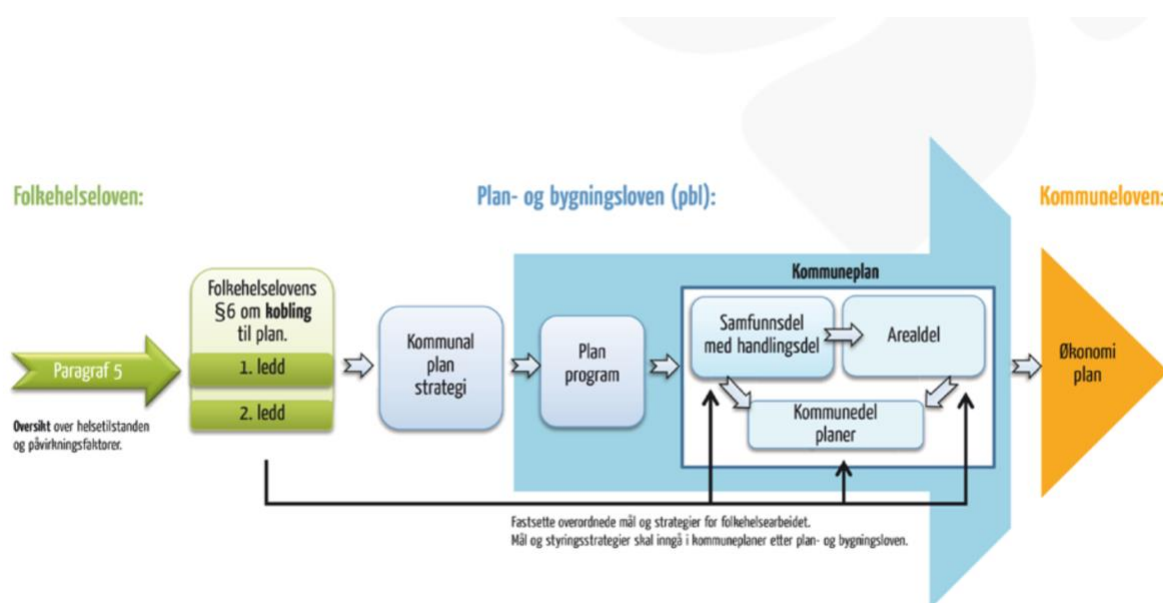 Folkehelseloven:
Plan- og bygningsloven (pbl):
Kommuneloven:
Paragraf 5
Oversikt over helsetilstanden
og påvirkningsfaktorer.
Folkehelselovens
§6 om kobling
til plan.
1. ledd
2. ledd
Kommunal
plan
strategi
Plan
program
Kommuneplan
Samfunnsdel
med handlingsdel
Arealdel
Kommunedel
planer
Økonomi
plan
Fastsette overordnede mål og strategier for folkehelsearbeidet.
Mål og styringsstrategier skal inngå i kommuneplaner etter plan- og bygningsloven.